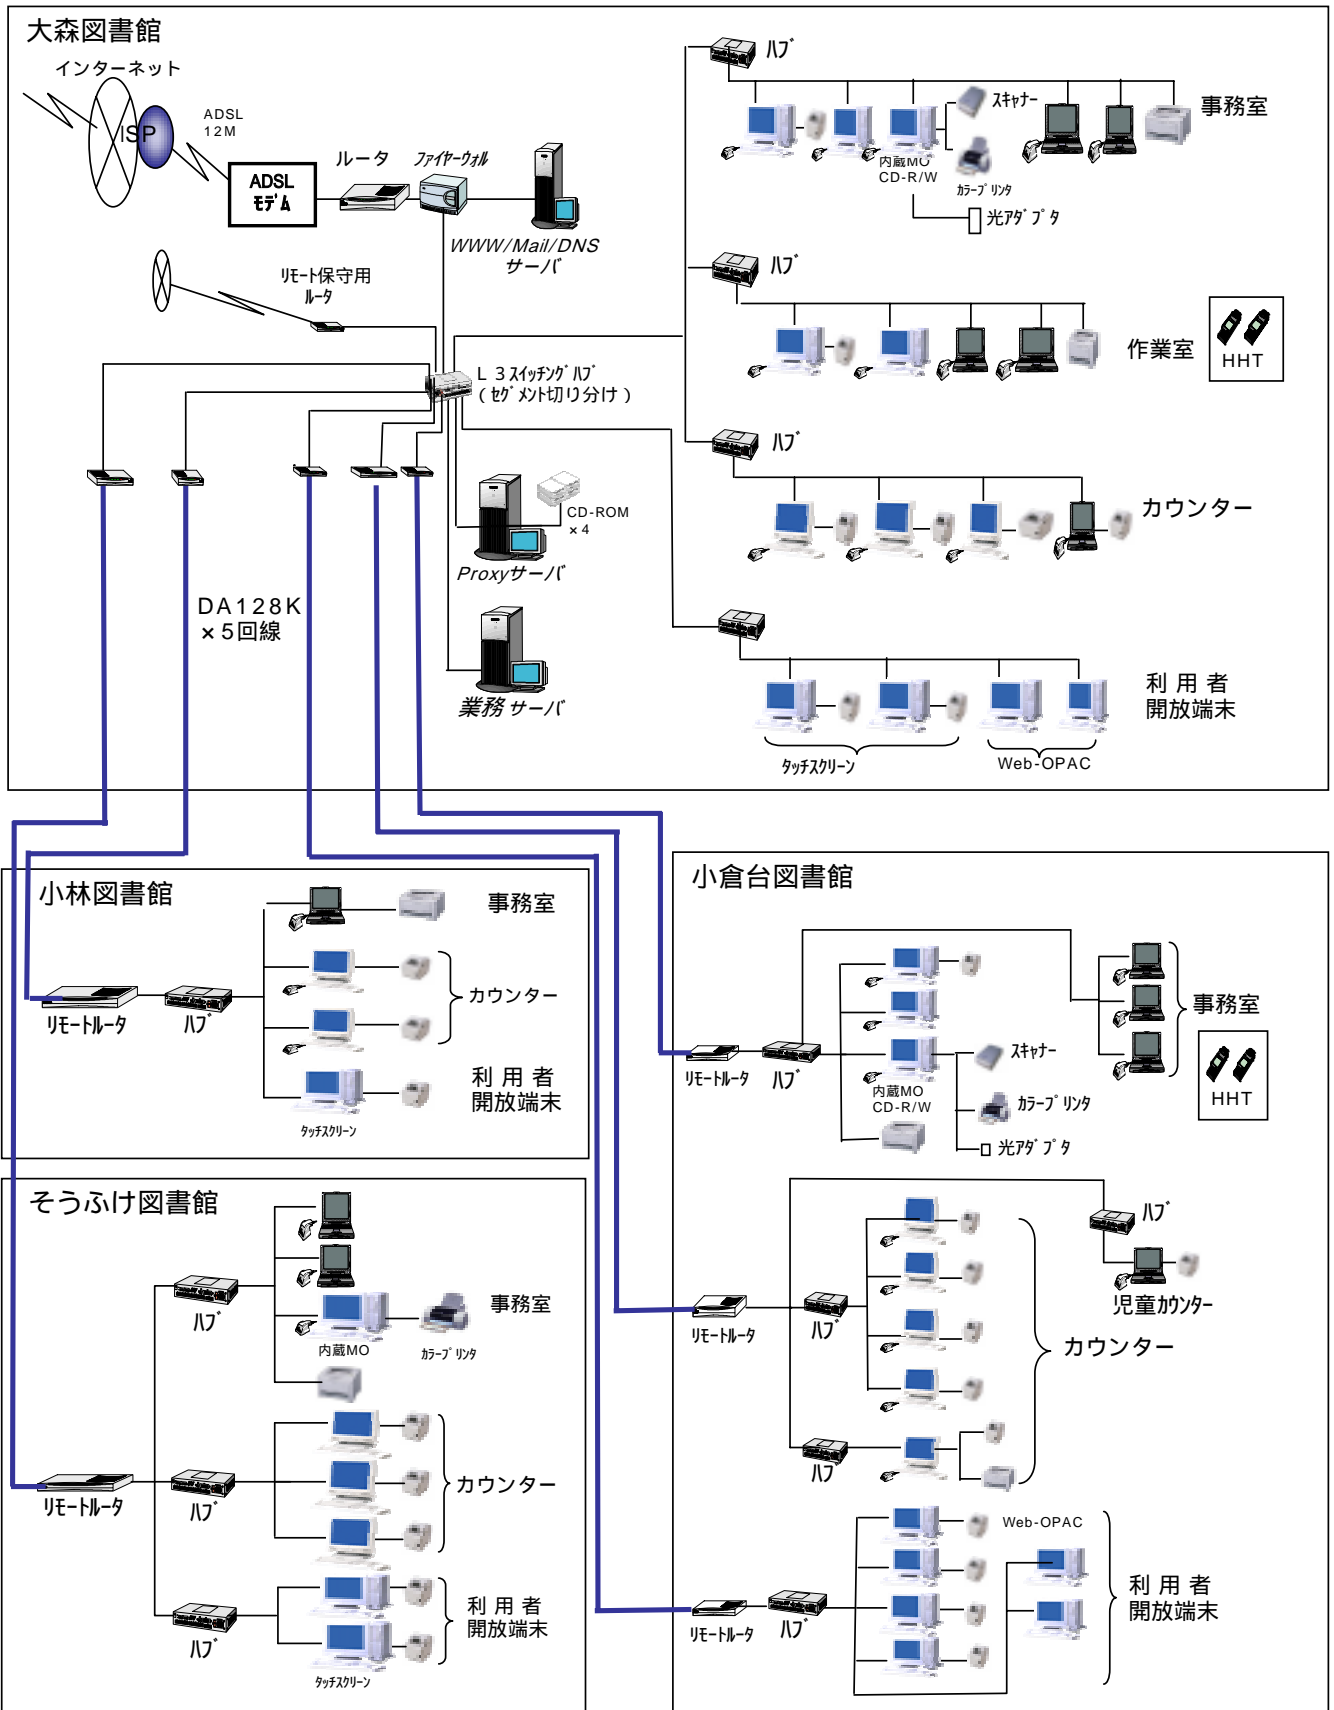 大森図書館
インターネット
ISP
ADSL
12M
ADSL
ﾓﾃﾞﾑ
ルータ
ﾌｧｲﾔｰｳｫﾙ
WWW/Mail/DNS
サーバ
ﾘﾓｰﾄ保守用
ﾙｰﾀ
L３ｽｲｯﾁﾝｸﾞﾊﾌﾞ
（ｾｸﾞﾒﾝﾄ切り分け）
CD-ROM
×4
Proxyサーバ
業務サーバ
DA128K
×5回線
ﾊﾌﾞ
ｽｷｬﾅｰ
内蔵MO
CD-R/W
ｶﾗｰﾌﾟﾘﾝﾀ
光ｱﾀﾞﾌﾟﾀ
事務室
ﾊﾌﾞ
作業室
HHT
ﾊﾌﾞ
カウンター
利用者
開放端末
ﾀｯﾁｽｸﾘｰﾝ
Web-OPAC
小林図書館
事務室
カウンター
ﾘﾓｰﾄﾙｰﾀ
ﾊﾌﾞ
利用者
開放端末
ﾀｯﾁｽｸﾘｰﾝ
そうふけ図書館
ﾊﾌﾞ
事務室
内蔵MO
ｶﾗｰﾌﾟﾘﾝﾀ
カウンター
ﾘﾓｰﾄﾙｰﾀ
ﾊﾌﾞ
ﾊﾌﾞ
利用者
開放端末
ﾀｯﾁｽｸﾘｰﾝ
小倉台図書館
事務室
HHT
ﾘﾓｰﾄﾙｰﾀ
ﾊﾌﾞ
ｽｷｬﾅｰ
内蔵MO
CD-R/W
ｶﾗｰﾌﾟﾘﾝﾀ
光ｱﾀﾞﾌﾟﾀ
ﾊﾌﾞ
児童ｶｳﾝﾀｰ
ﾘﾓｰﾄﾙｰﾀ
ﾊﾌﾞ
カウンター
ﾊﾌﾞ
Web-OPAC
ﾘﾓｰﾄﾙｰﾀ
ﾊﾌﾞ
利用者
開放端末